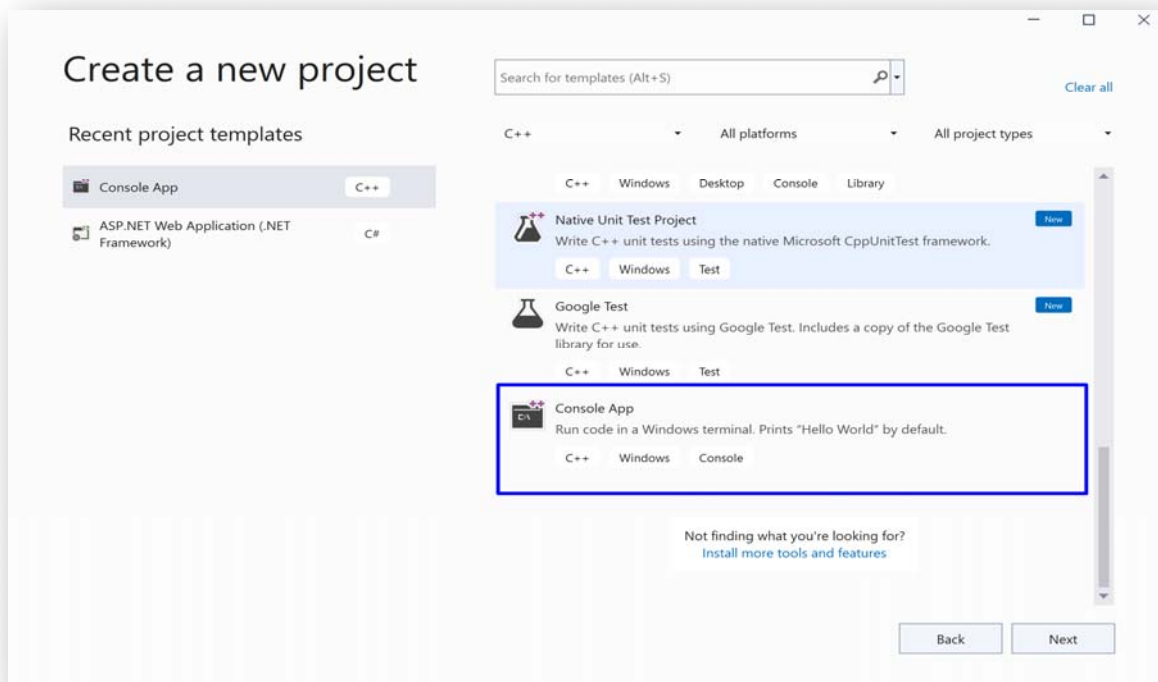 Create a new project
Search for templates (Alt+S)
Clear all
Recent project templates
C++
All platforms
All project types
Console App
C++
ASP.NET Web Application (.NET
Framework)
C#
C++ Windows Desktop Console Library
Native Unit Test Project
New
Write C++ unit tests using the native Microsoft CppUnitTest framework.
C++ Windows Test
Google Test
New
Write C++ unit tests using Google Test. Includes a copy of the Google Test
library for use.
C++ Windows Test
C:\
Console App
Run code in a Windows terminal. Prints "Hello World" by default.
C++ Windows Console
Not finding what you're looking for?
Install more tools and features
Back
Next